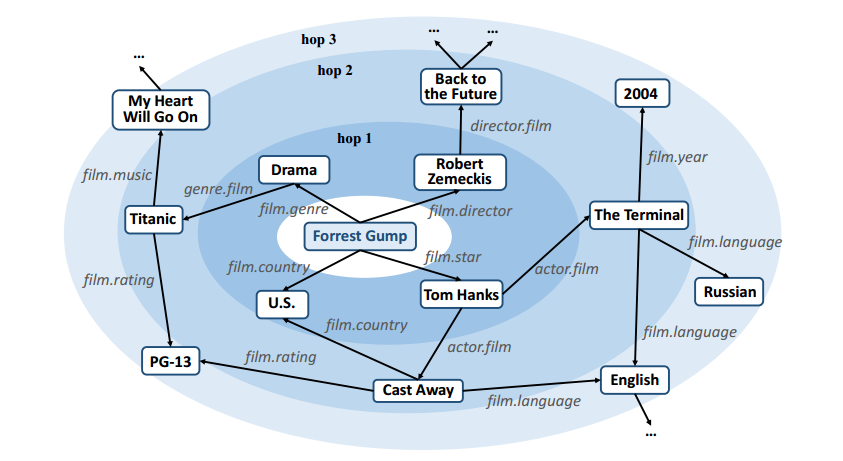 hop 3
...
...
...
hop 2
Back to
the Future
My Heart
Will Go On
2004
director.film
hop 1
film.year
film.music
Drama
Robert
Zemeckis
genre.film
film.genre
film.director
Titanic
The Terminal
Forrest Gump
film.language
film.star
film.country
actor.film
film.rating
U.S.
Tom Hanks
Russian
film.country
film.language
actor.film
PG-13
film.rating
Cast Away
English
film.language
...